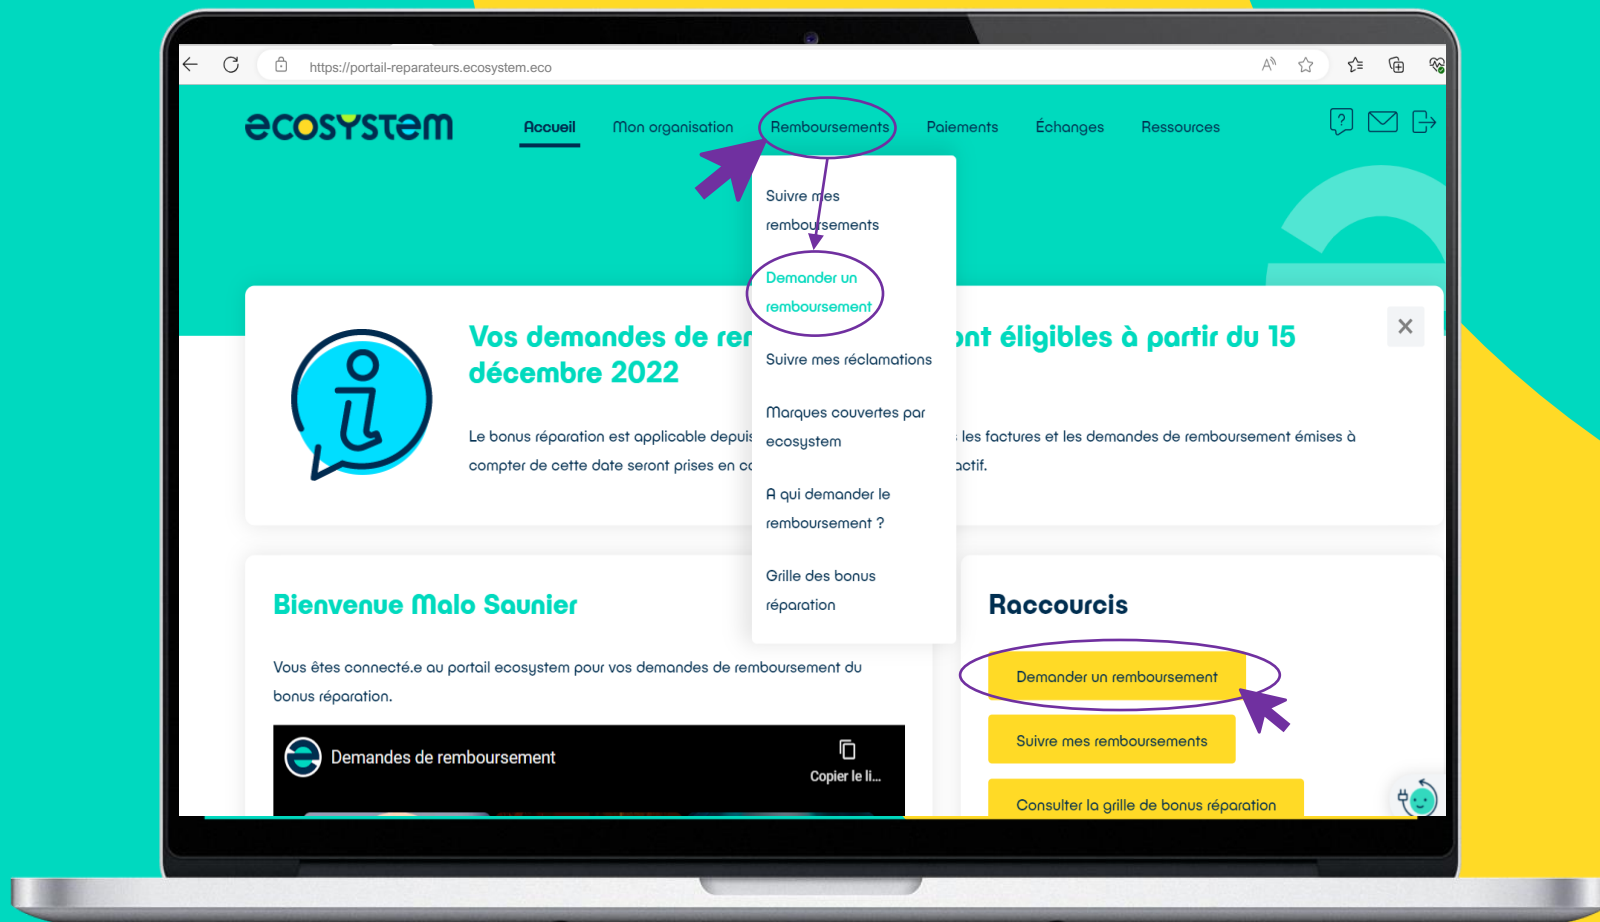 https://portail-reparateurs.ecosystem.eco
ecosystem
Accueil
Mon organisation
Remboursements
Paiements
Échanges
Ressources
Suivre mes
remboursements
Demander un
remboursement
Suivre mes réclamations
Marques couvertes par
ecosystem
A qui demander le
remboursement ?
Grille des bonus
réparation
Vos demandes de ont éligibles à partir du 15
décembre 2022
Le bonus réparation est applicable les factures et les demandes de remboursement émises à
compter de cette date seront prises en
Bienvenue Malo Saunier
Vous êtes connecté.e au portail ecosystem pour vos demandes de remboursement du
bonus réparation.
Demandes de remboursement
Copier le li...
Raccourcis
Demander un remboursement
Suivre mes remboursements
Consulter la grille de bonus réparation